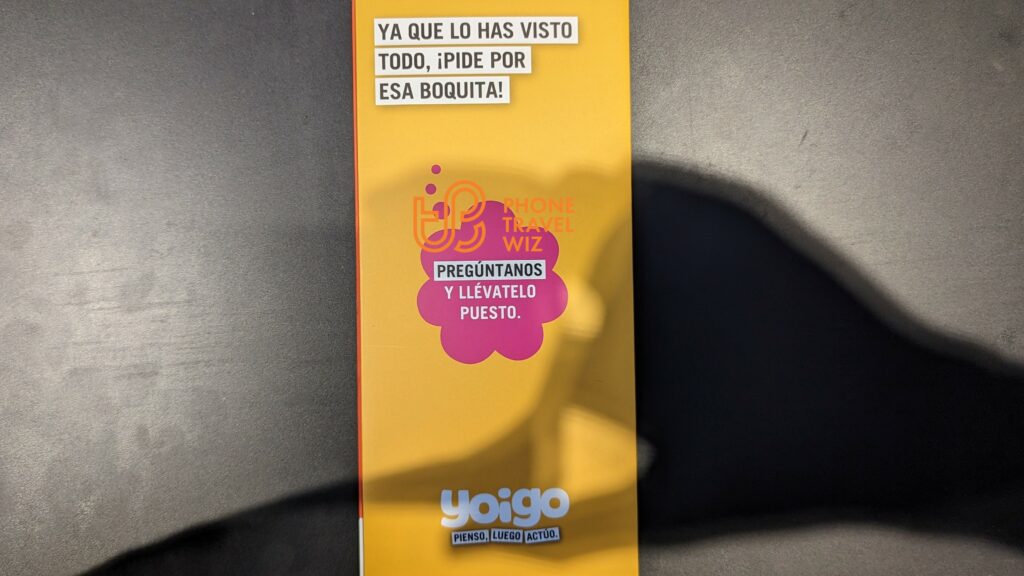 YA QUE LO HAS VISTO
TODO, ¡PIDE POR
ESA BOQUITA!
PHONE
TRAVEL
WIZ
PREGÚNTANOS
Y LLÉVATELO
PUESTO.
yoigo
PIENSO, LUEGO ACTÚO.